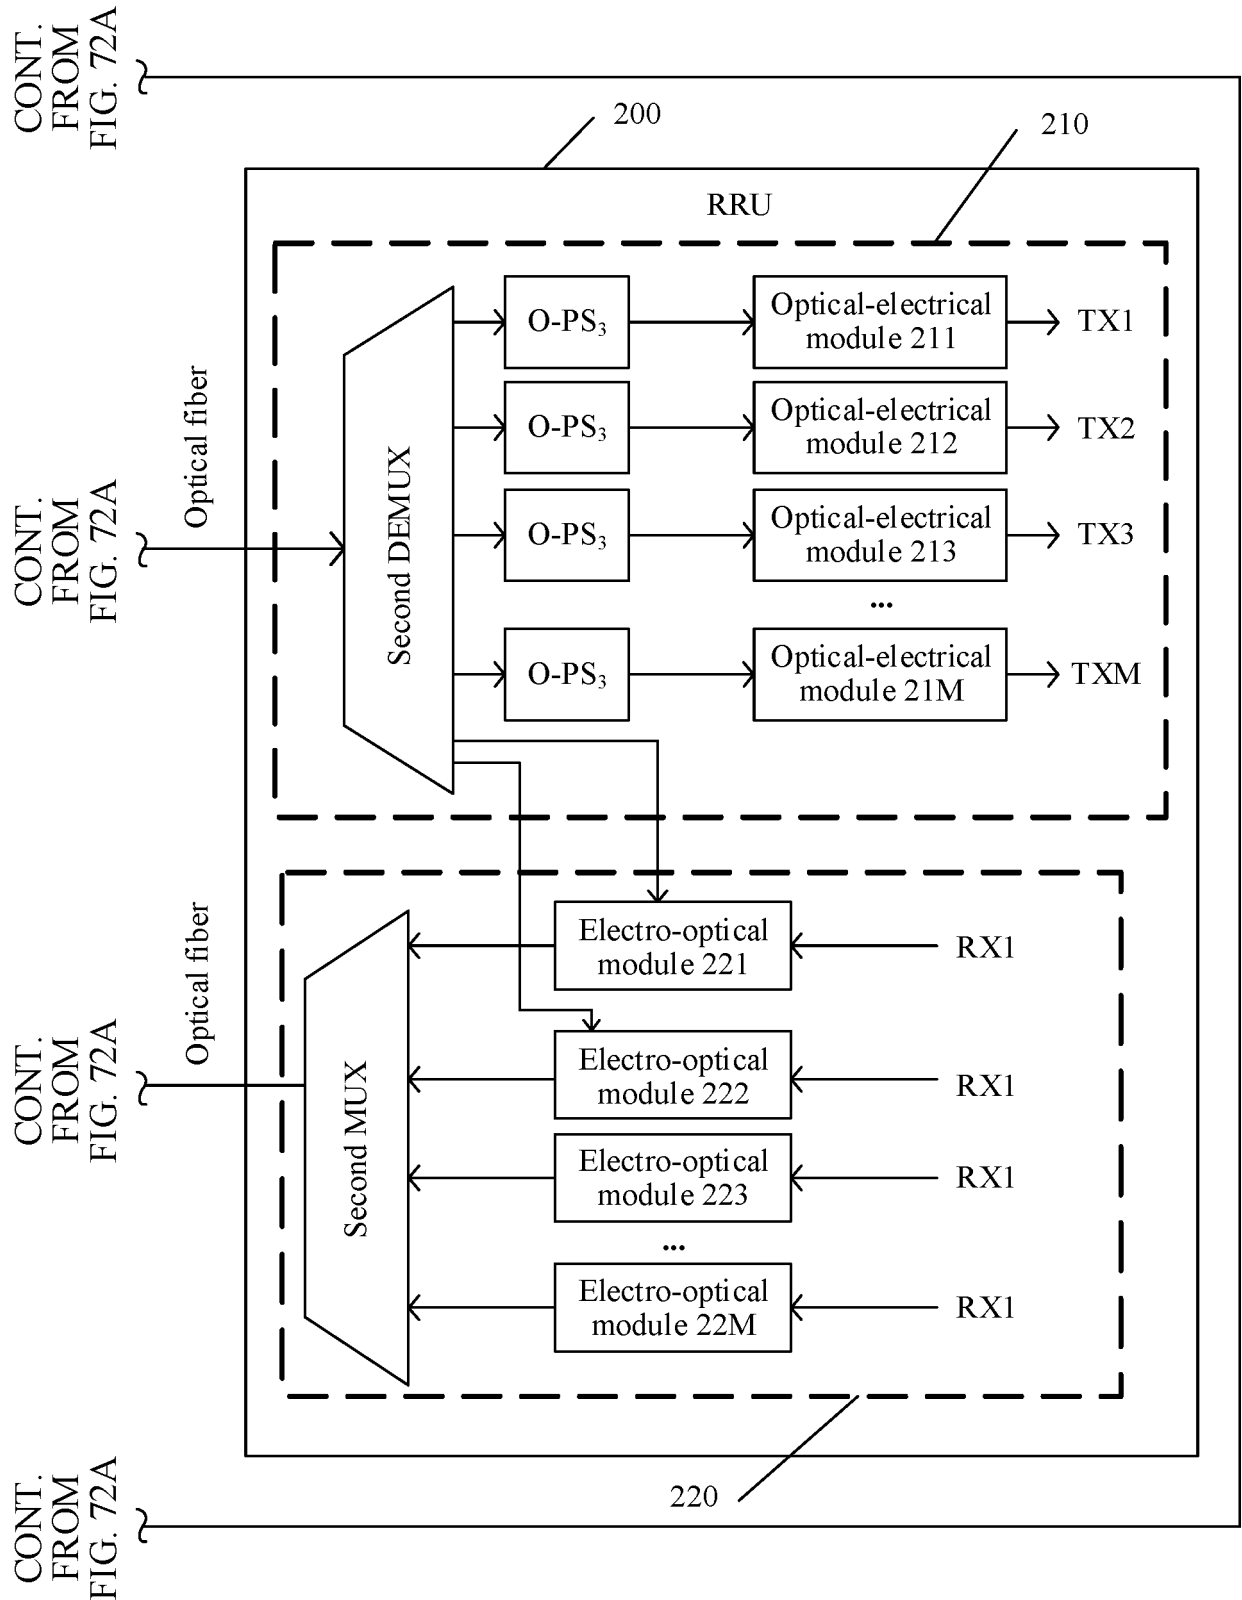 CONT.
FROM
FIG. 72A
200
210
RRU
O-PS₃
Optical-electrical
module 211
TX1
O-PS₃
Optical-electrical
module 212
TX2
Optical fiber
CONT.
FROM
FIG. 72A
Second DEMUX
O-PS₃
Optical-electrical
module 213
TX3
...
O-PS₃
Optical-electrical
module 21M
TXM
Optical fiber
CONT.
FROM
FIG. 72A
Second MUX
Electro-optical
module 221
RX1
Electro-optical
module 222
RX1
Electro-optical
module 223
RX1
...
Electro-optical
module 22M
RX1
220
CONT.
FROM
FIG. 72A